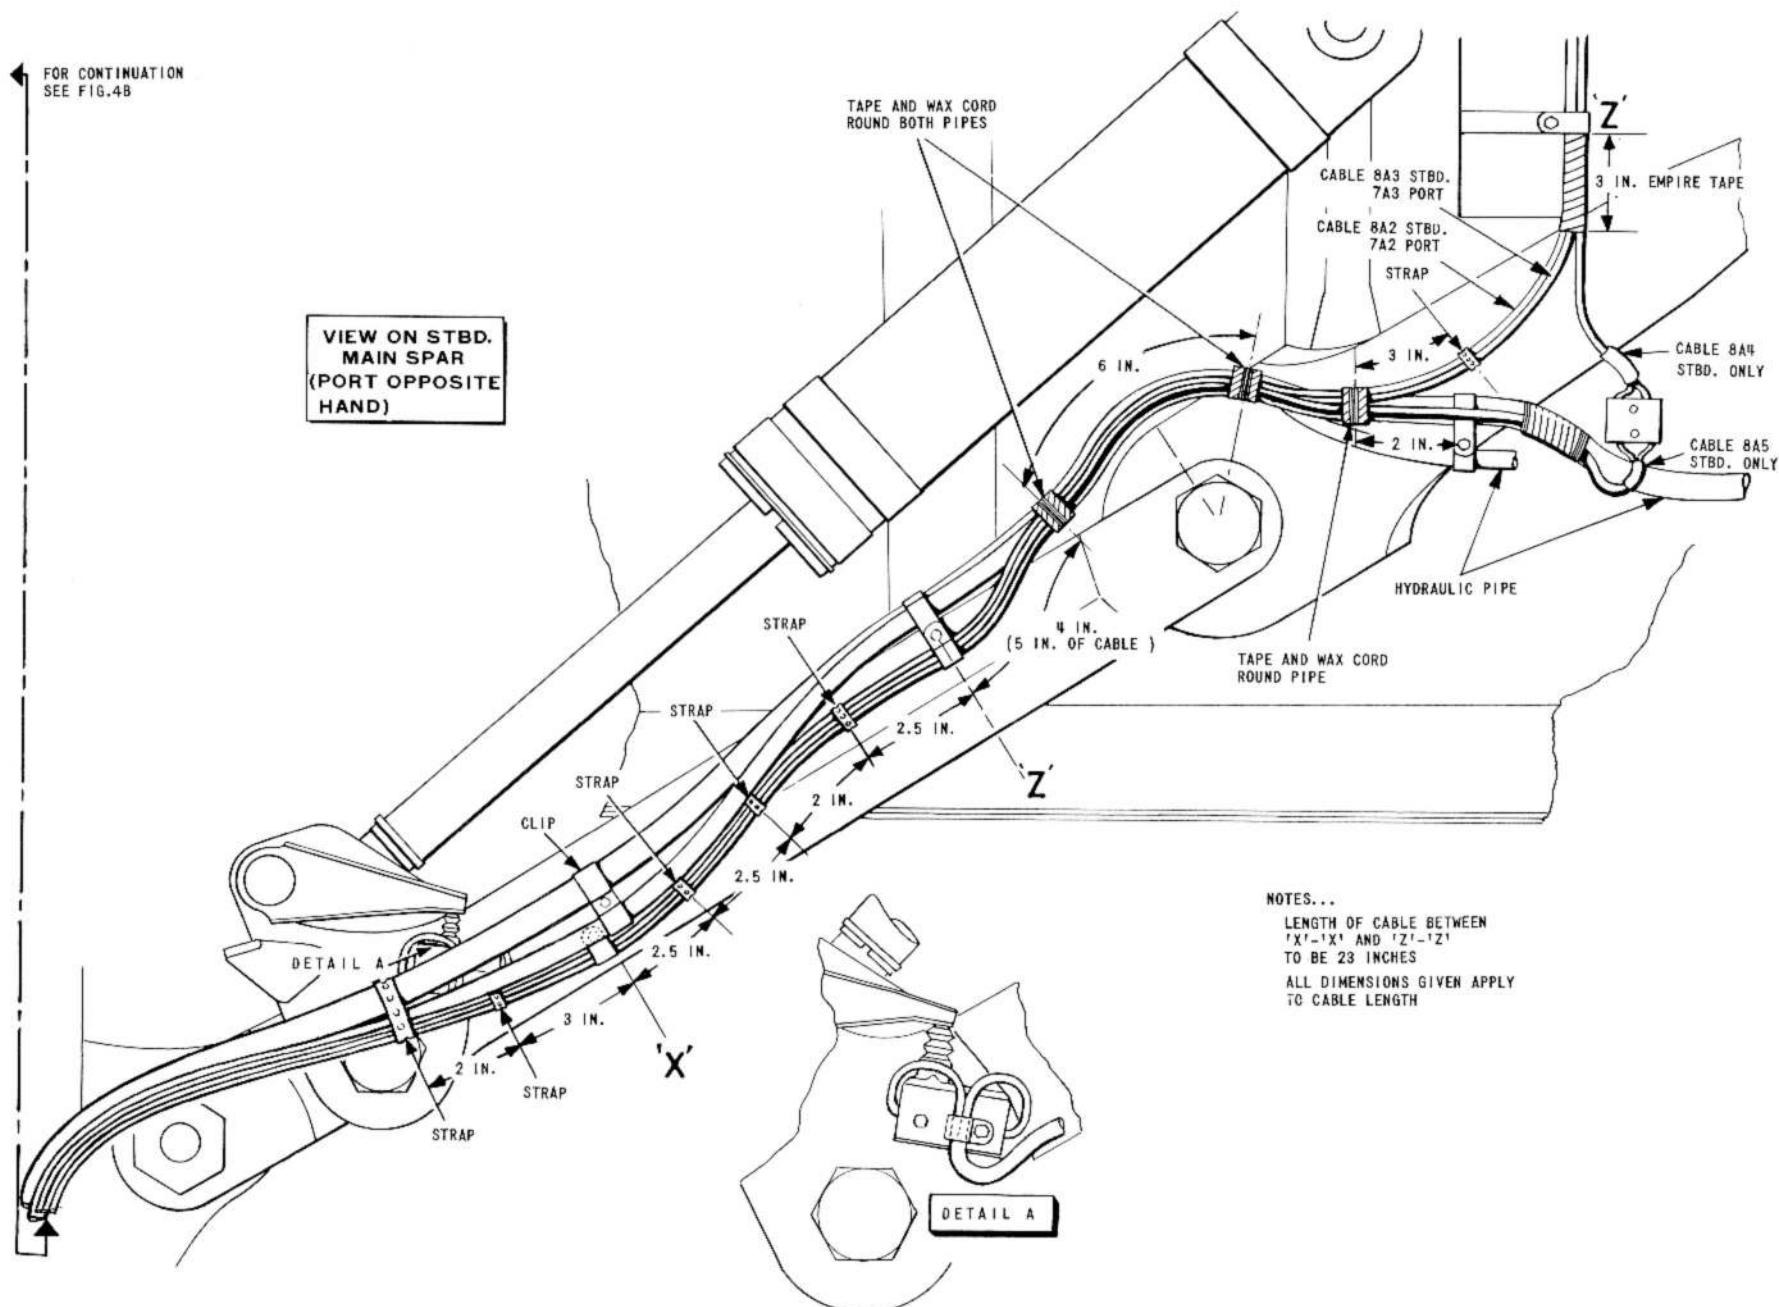 FOR CONTINUATION
SEE FIG.4B
TAPE AND WAX CORD
ROUND BOTH PIPES
'Z'
CABLE 8A3 STBD.
7A3 PORT
3 IN. EMPIRE TAPE
CABLE 8A2 STBD.
7A2 PORT
STRAP
VIEW ON STBD.
MAIN SPAR
(PORT OPPOSITE
HAND)
6 IN.
3 IN.
CABLE 8A4
STBD. ONLY
2 IN.
CABLE 8A5
STBD. ONLY
HYDRAULIC PIPE
STRAP
4 IN.
(5 IN. OF CABLE )
TAPE AND WAX CORD
ROUND PIPE
STRAP
2.5 IN.
STRAP
2 IN.
'Z'
CLIP
2.5 IN.
NOTES...
LENGTH OF CABLE BETWEEN
'X'-'X' AND 'Z'-'Z'
TO BE 23 INCHES
ALL DIMENSIONS GIVEN APPLY
TO CABLE LENGTH
DETAIL A
2.5 IN.
3 IN.
'X'
2 IN.
STRAP
STRAP
DETAIL A